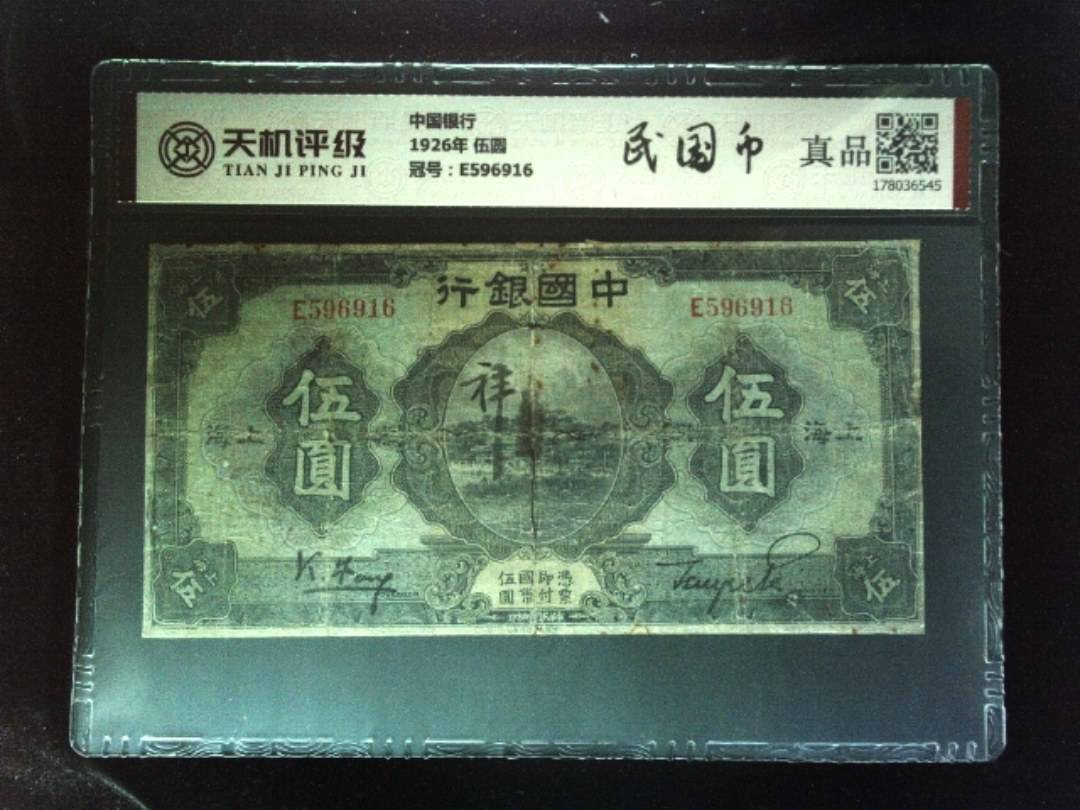 天机评级
TIAN JI PING JI
中国银行
1926年 伍圆
冠号：E596916
民国币
真品
178036545
行銀國中
E596916
E596916
伍
伍
伍圓
祥
伍圓
海上
海上
K. Fong
伍國即憑
圓幣付票
伍
伍